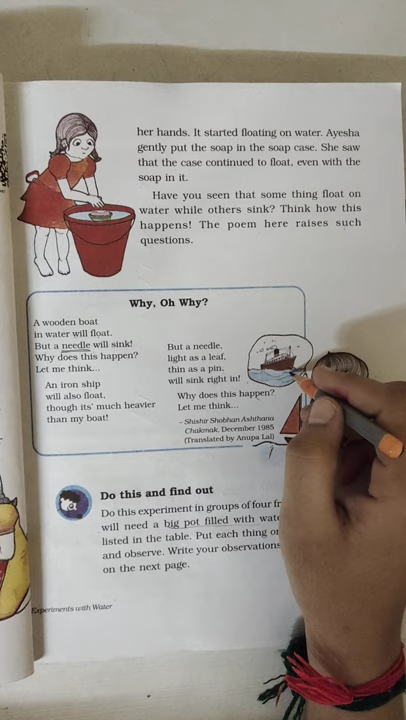 her hands. It started floating on water. Ayesha
gently put the soap in the soap case. She saw
that the case continued to float, even with the
soap in it.
Have you seen that some thing float on
water while others sink? Think how this
happens! The poem here raises such
questions.
Why, Oh Why?
A wooden boat
in water will float.
But a needle will sink!
Why does this happen?
Let me think...
An iron ship
will also float,
though its' much heavier
than my boat!
But a needle,
light as a leaf,
thin as a pin,
will sink right in!
Why does this happen?
Let me think...
- Shishir Shobhan Ashthana
Chakmak, December 1985
(Translated by Anupa Lal)
Do this and find out
Do this experiment in groups of four
will need a big pot filled with
listed in the table. Put each thing
and observe. Write your observations
on the next page.
Experiments with Water